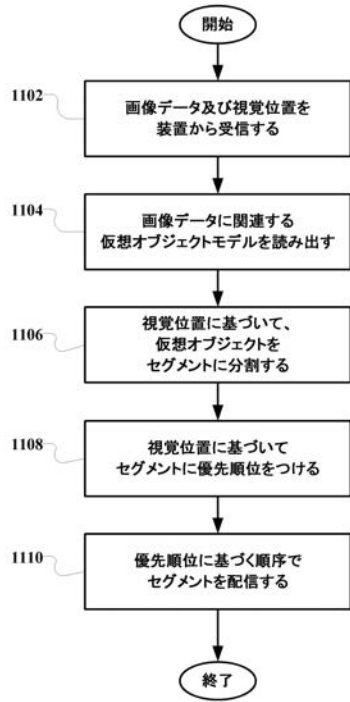 開始
1102
画像データ及び視覚位置を
装置から受信する
1104
画像データに関連する
仮想オブジェクトモデルを読み出す
1106
視覚位置に基づいて、
仮想オブジェクトを
セグメントに分割する
1108
視覚位置に基づいて
セグメントに優先順位をつける
1110
優先順位に基づく順序で
セグメントを配信する
終了